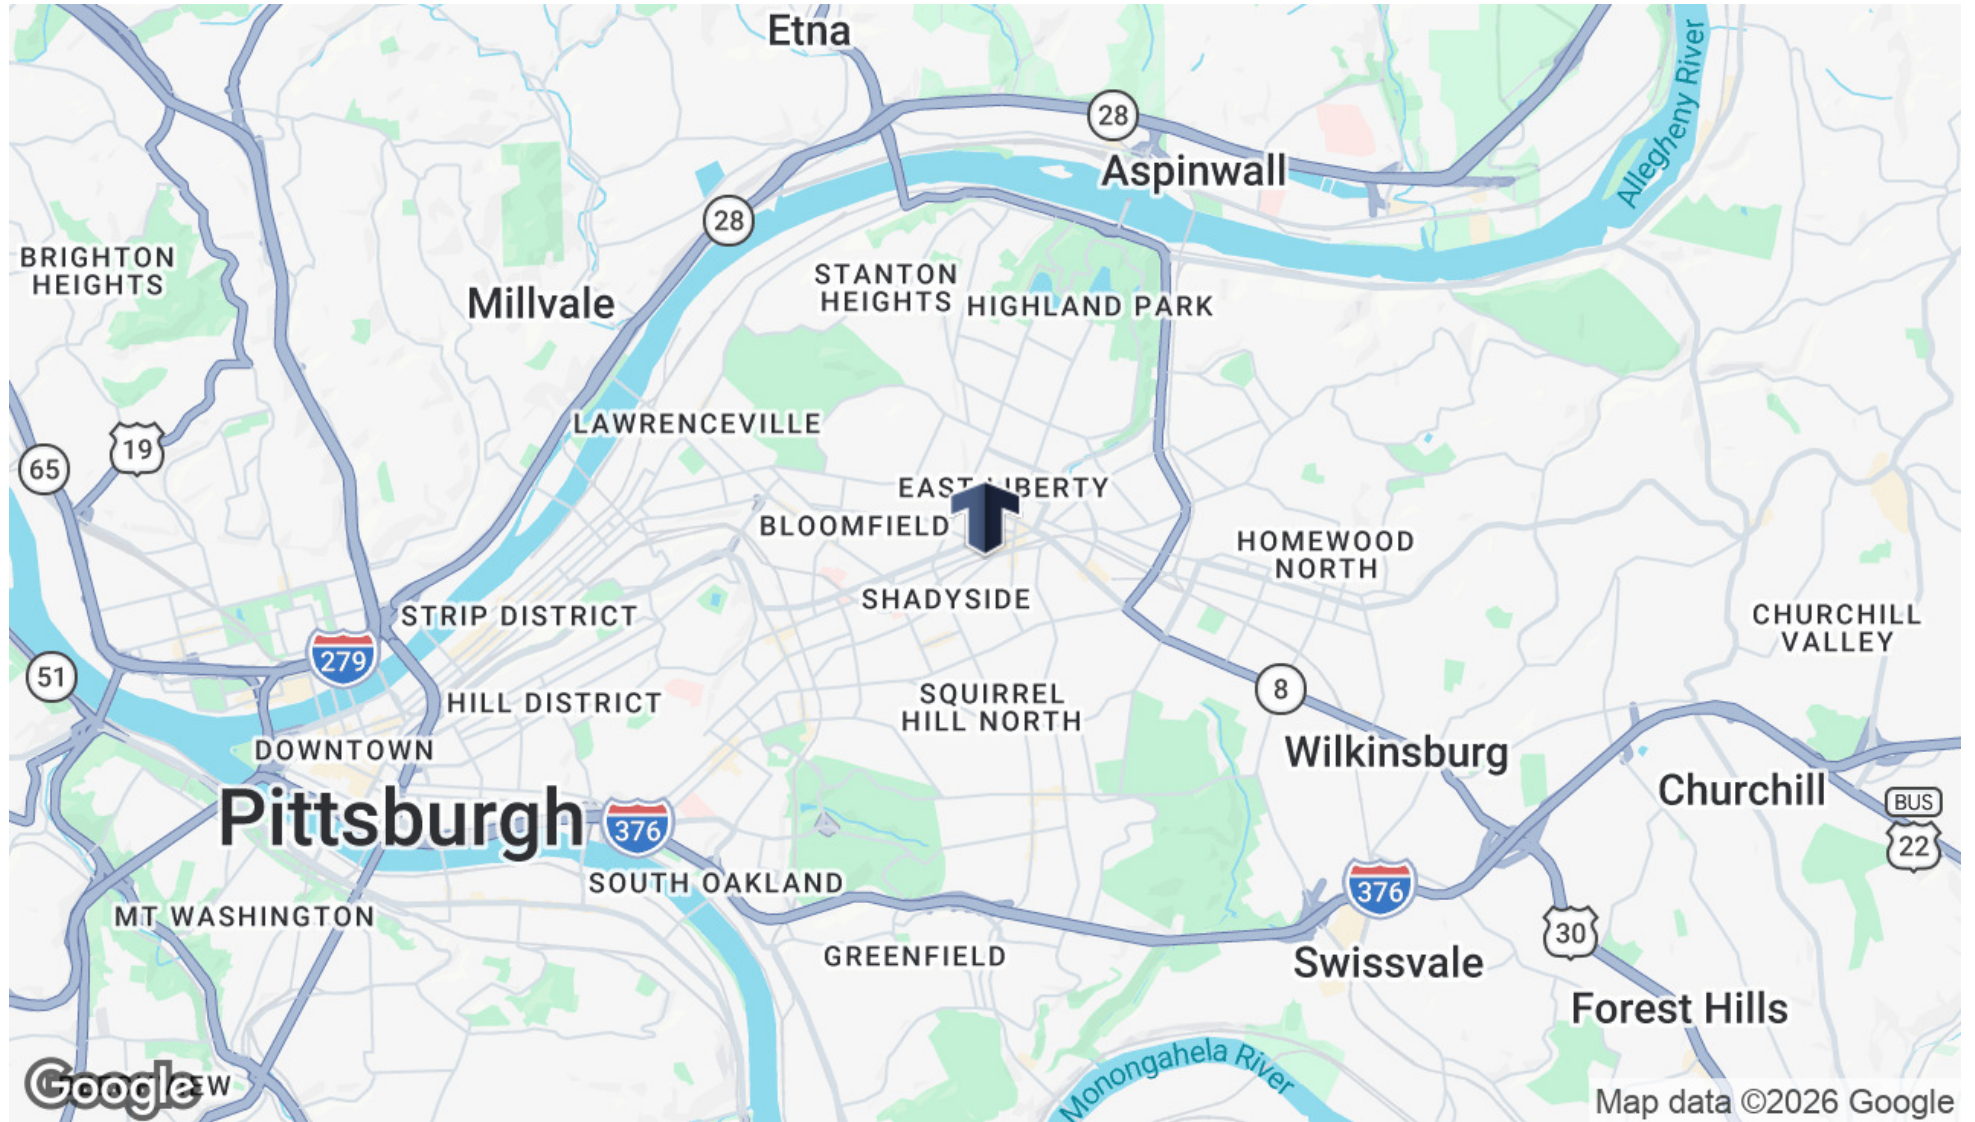 Etna
28
Aspinwall
Allegheny River
28
BRIGHTON
HEIGHTS
STANTON
HEIGHTS
HIGHLAND PARK
Millvale
LAWRENCEVILLE
19
65
EAST LIBERTY
BLOOMFIELD
HOMEWOOD
NORTH
SHADYSIDE
STRIP DISTRICT
CHURCHILL
VALLEY
279
51
8
HILL DISTRICT
SQUIRREL
HILL NORTH
DOWNTOWN
Wilkinsburg
Churchill
BUS
22
Pittsburgh
376
SOUTH OAKLAND
376
MT WASHINGTON
30
GREENFIELD
Swissvale
Forest Hills
Monongahela River
Google
Map data ©2026 Google